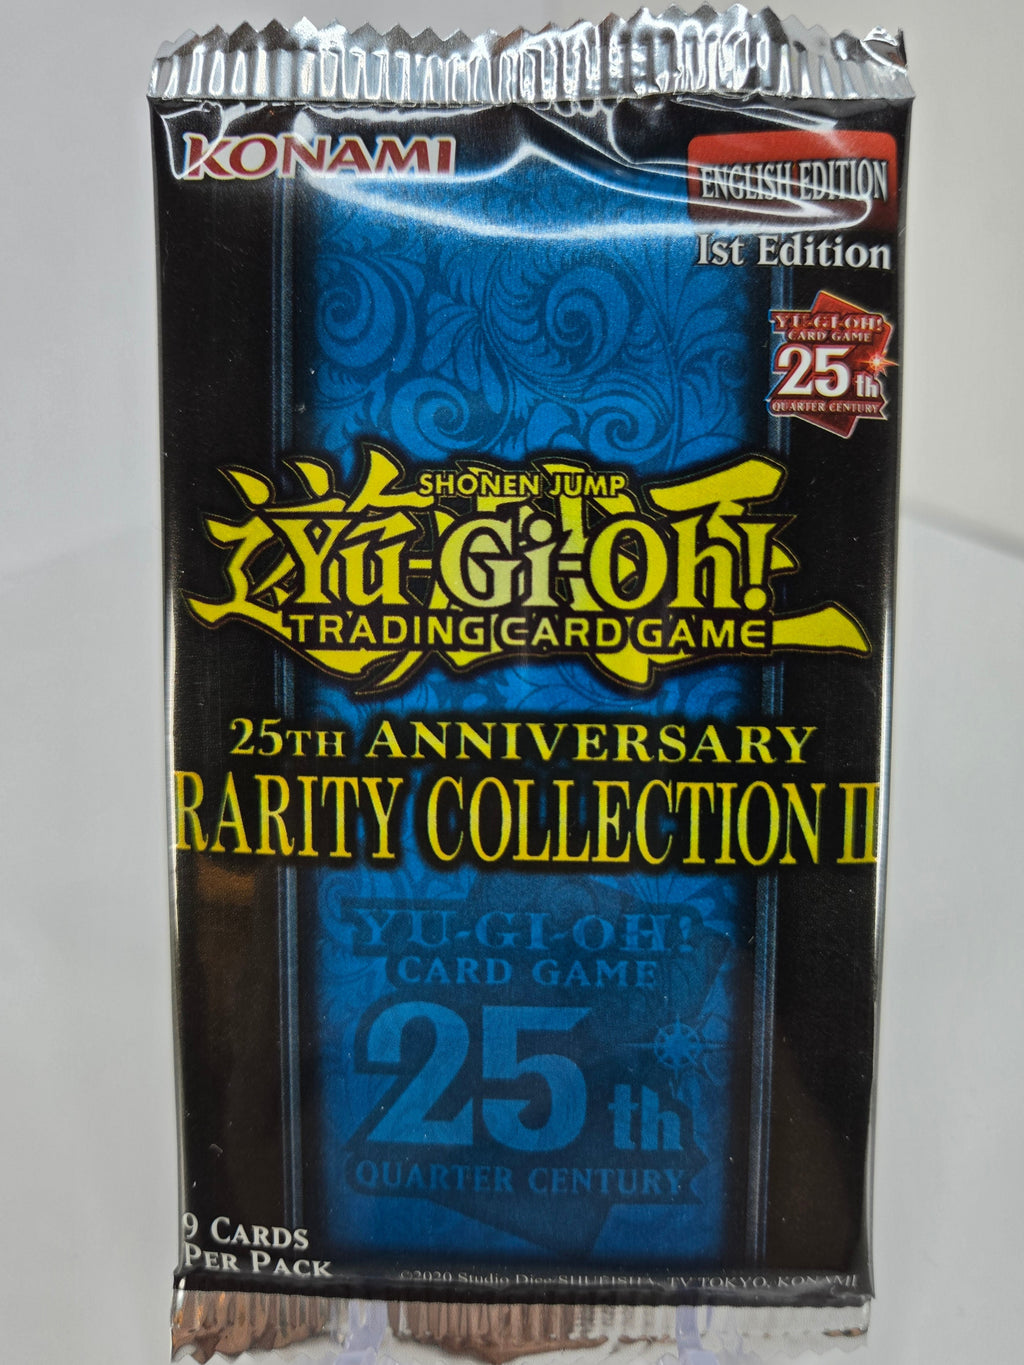 KONAMI
ENGLISH EDITION
1st Edition
YU-GI-OH!
CARD GAME
25th
QUARTER CENTURY
SHONEN JUMP
Yu-Gi-Oh!
TRADING CARD GAME
25TH ANNIVERSARY
RARITY COLLECTION II
YU-GI-OH!
CARD GAME
25th
QUARTER CENTURY
9 CARDS
PER PACK
©2020 Studio Dice/SHUEISHA, TV TOKYO, KONAMI